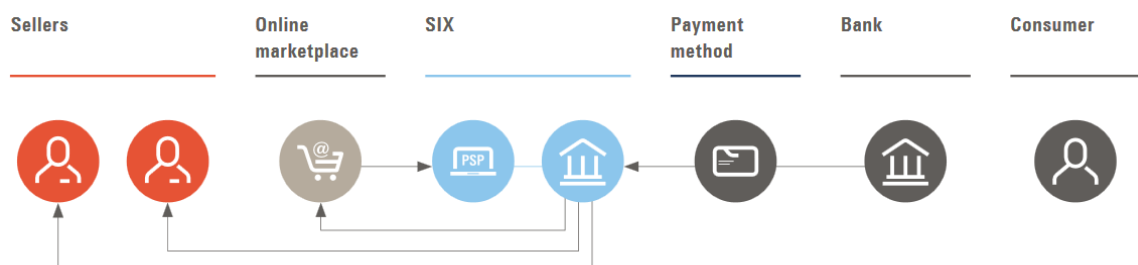 Sellers
Online
marketplace
SIX
Payment
method
Bank
Consumer
@
PSP